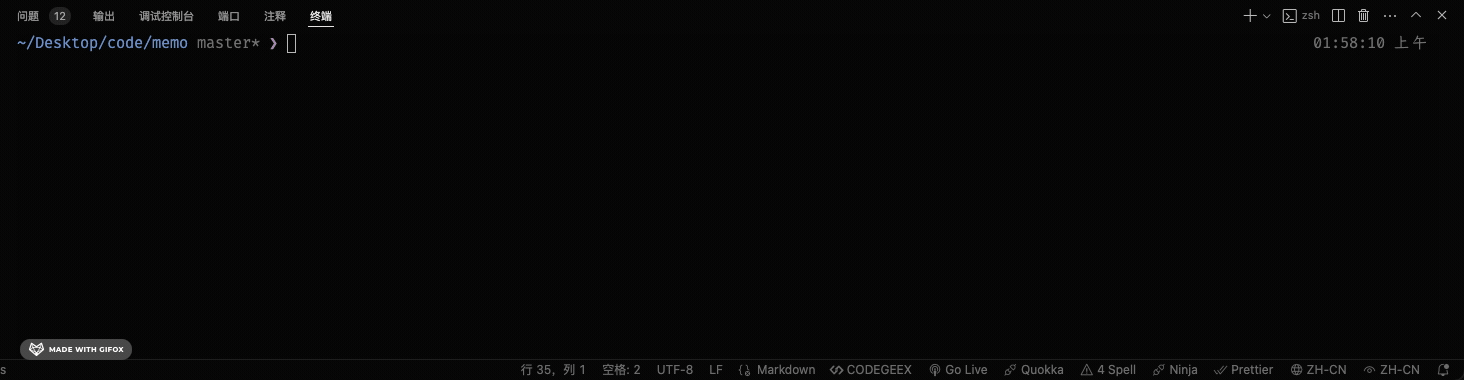 问题 12 输出 调试控制台 端口 注释 终端 zsh
~/Desktop/code/memo master* ❯ 01:58:10 上午
MADE WITH GIFOX
s 行 35，列 1 空格: 2 UTF-8 LF Markdown CODEGEEX Go Live Quokka 4 Spell Ninja Prettier ZH-CN ZH-CN